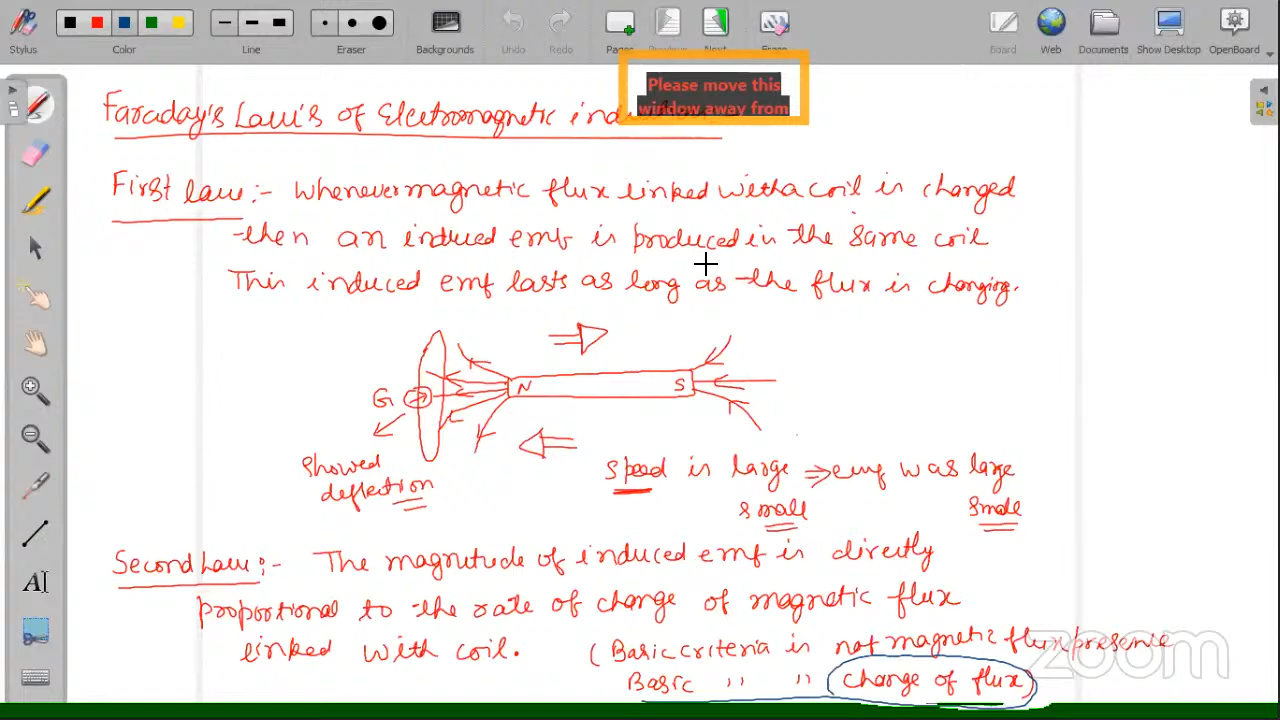 Stylus Color Line Eraser Backgrounds Undo Redo Pages Previous Next Erase Board Web Documents Show Desktop OpenBoard
Please move this
window away from
Faraday's Law's of Electromagnetic
First law :- Whenever magnetic flux linked with a coil is changed
then an induced emf is produced in the same coil
This induced emf lasts as long as the flux is changing.
N S
G
showed
deflection
speed is large ⇒ emf was large
small small
Second Law :- The magnitude of induced emf is directly
proportional to the rate of change of magnetic flux
linked with coil. (Basic criteria is not magnetic flux presence
Basic " " change of flux)
zoom